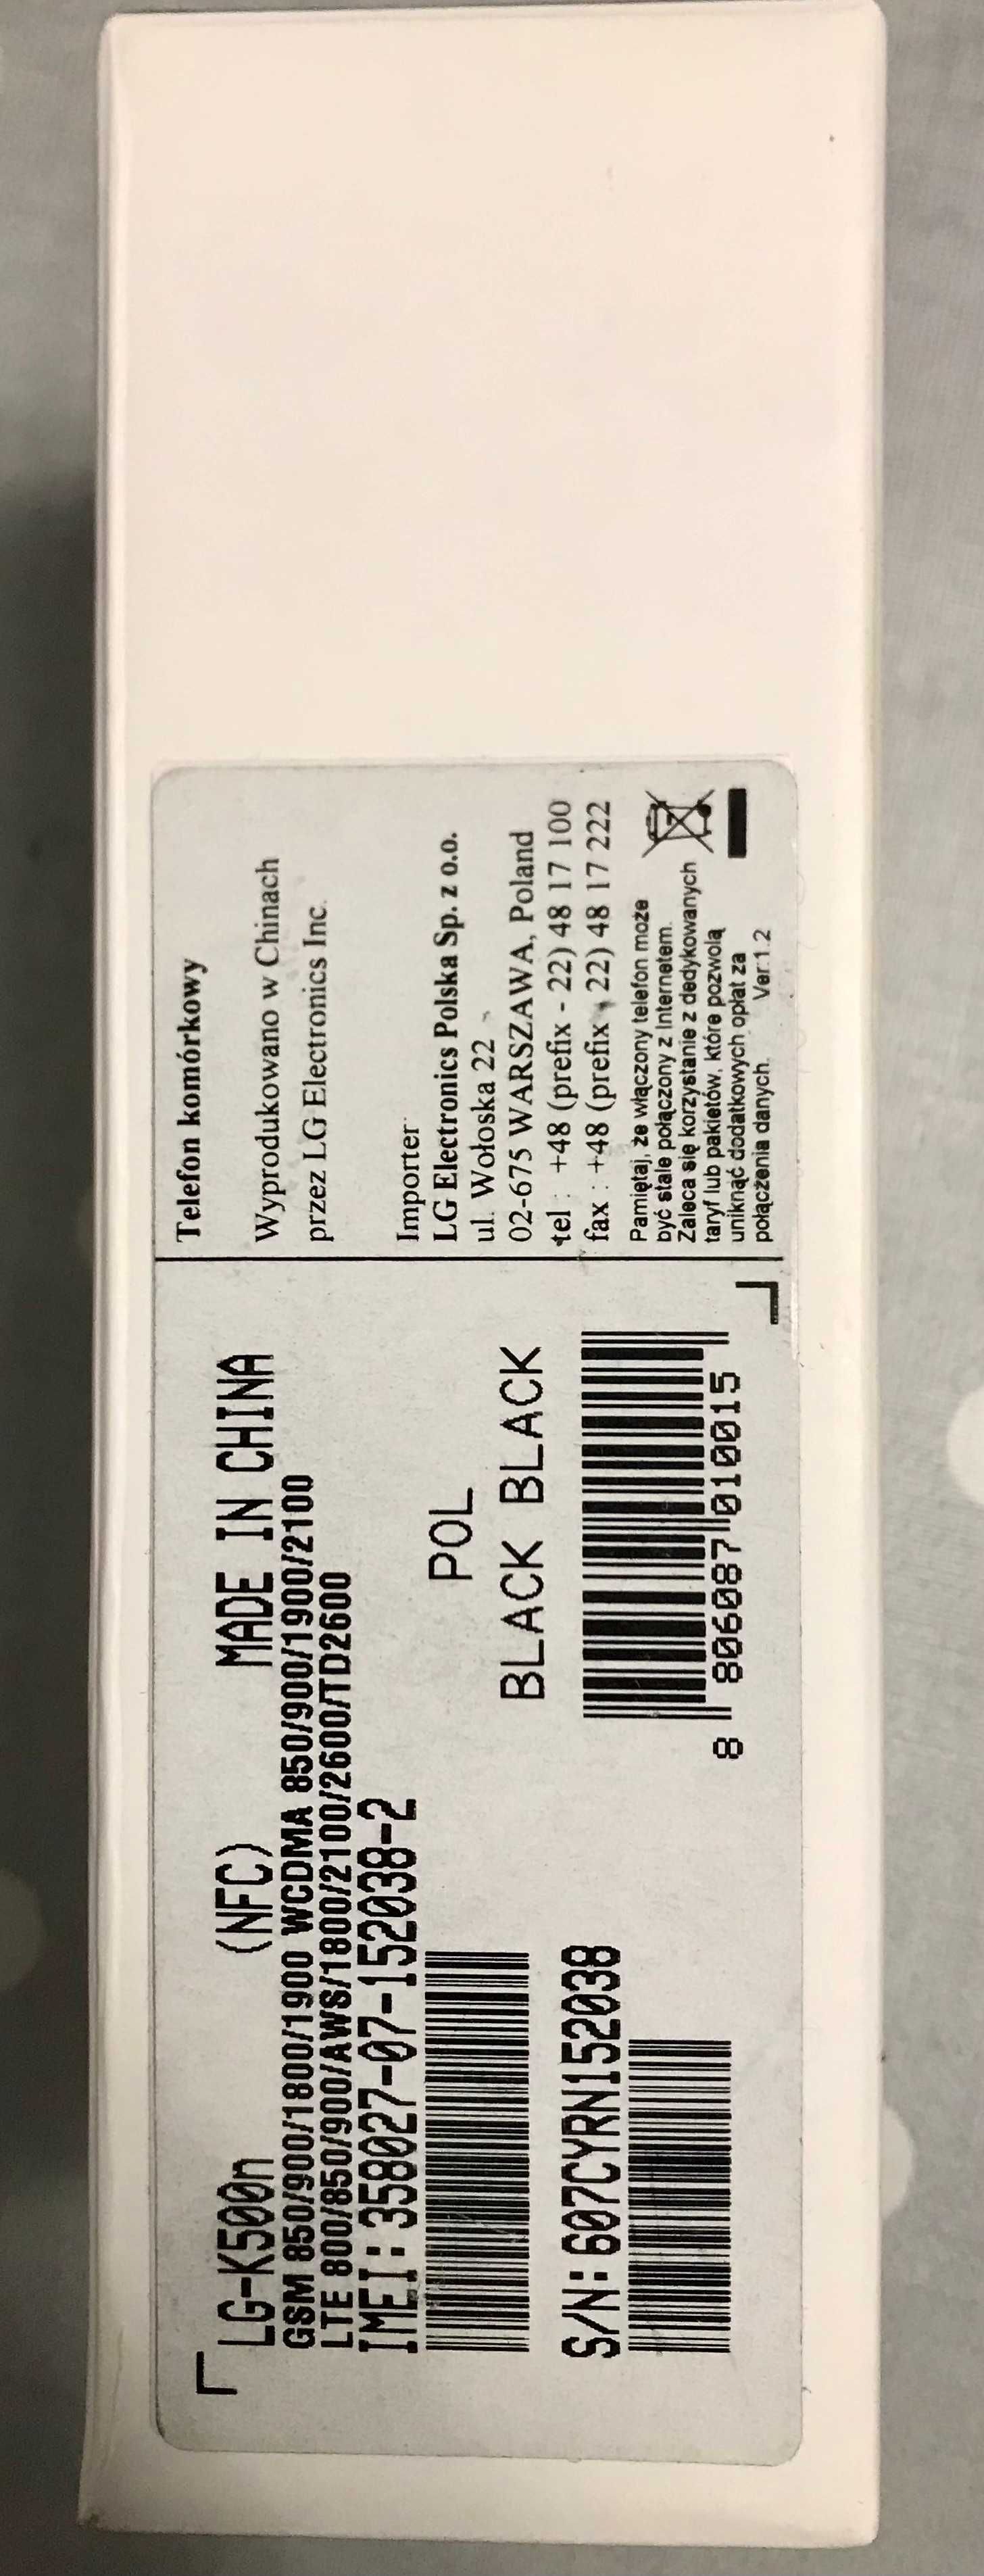 LG-K500n (NFC) MADE IN CHINA
GSM 850/900/1800/1900 WCDMA 850/900/1900/2100
LTE 800/850/900/AWS/1800/2100/2600/TD2600
IMEI:358027-07-152038-2
POL
BLACK BLACK
S/N:607CYRN152038
8 806087 010015
Telefon komórkowy
Wyprodukowano w Chinach
przez LG Electronics Inc.
Importer
LG Electronics Polska Sp. z o.o.
ul. Wołoska 22
02-675 WARSZAWA, Poland
tel : +48 (prefix - 22) 48 17 100
fax : +48 (prefix - 22) 48 17 222
Pamiętaj, że włączony telefon może
być stale połączony z Internetem.
Zaleca się korzystanie z dedykowanych
taryf lub pakietów, które pozwolą
uniknąć dodatkowych opłat za
połączenia danych. Ver:1.2